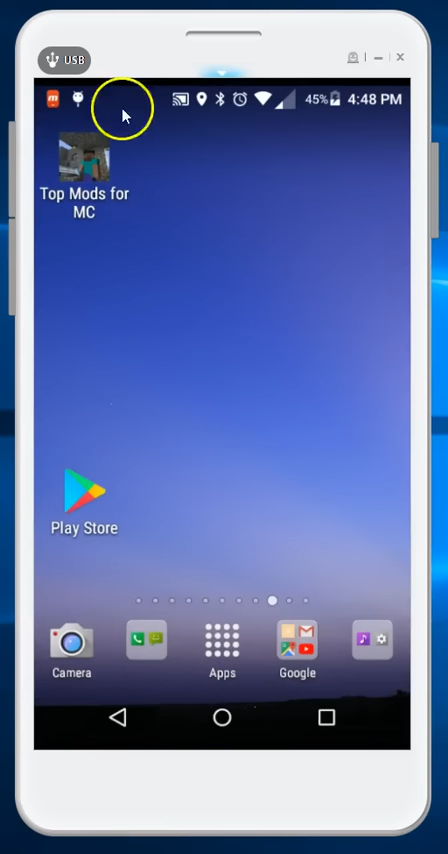 USB
45% 4:48 PM
Top Mods for
MC
Play Store
Camera
Apps
Google